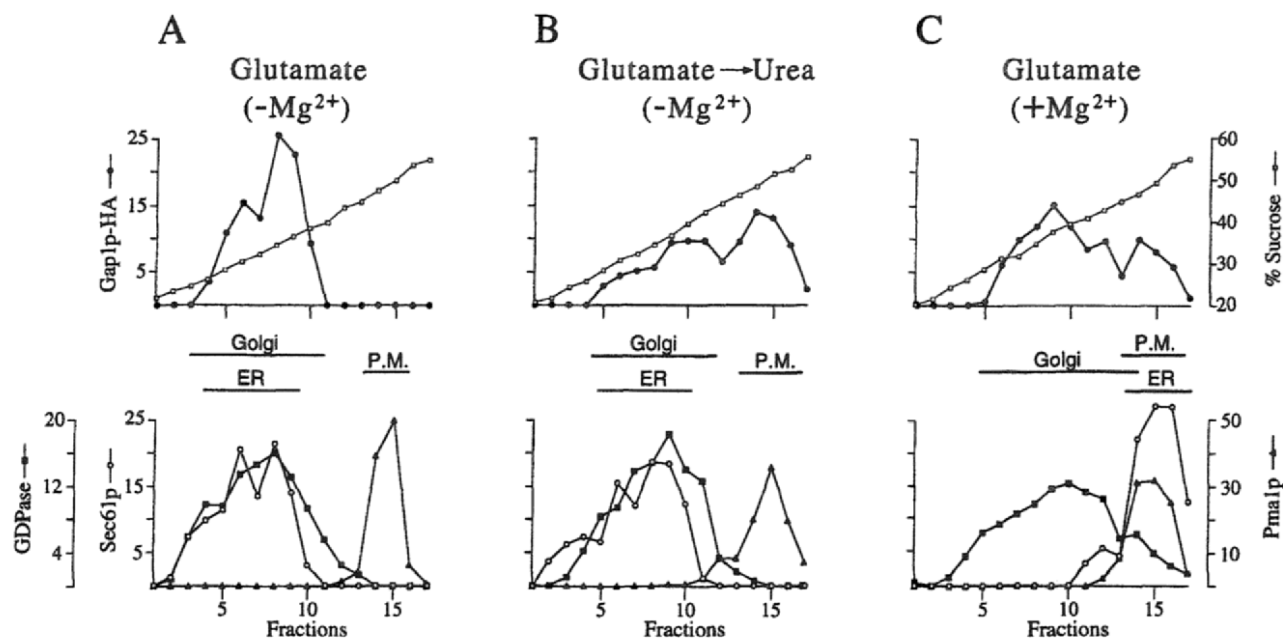 A
B
C
Glutamate
(-Mg²⁺)
Glutamate→Urea
(-Mg²⁺)
Glutamate
(+Mg²⁺)
Gap1p-HA
25
15
5
% Sucrose
60
50
40
30
20
Golgi
P.M.
ER
Golgi
P.M.
ER
P.M.
Golgi
ER
GDPase
20
12
4
Sec61p
25
15
5
Pma1p
50
30
10
5 10 15
Fractions
5 10 15
Fractions
5 10 15
Fractions